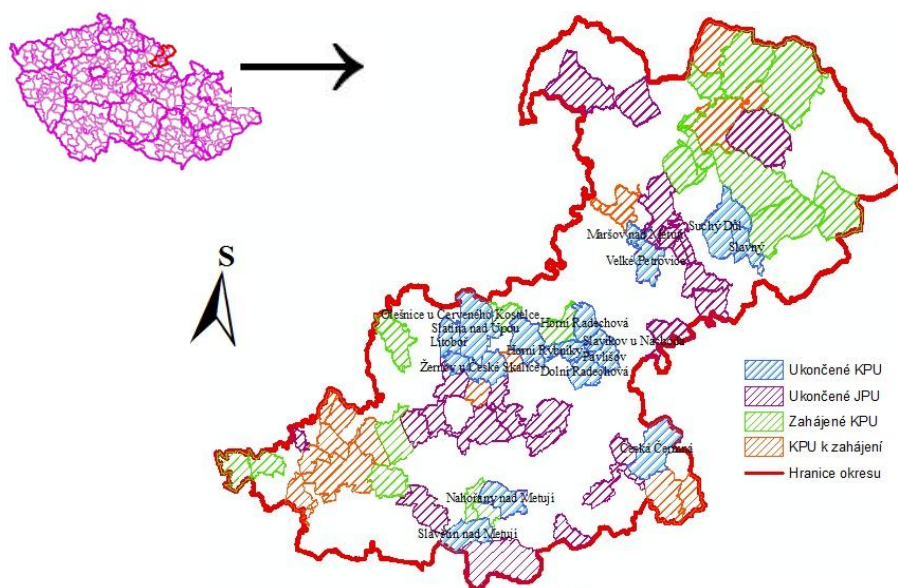 S
Suchý Důl
Maršov nad Metují
Slavný
Velké Petrovice
Olešnice u Červeného Kostelce
Horní Radechová
Slatina nad Úpou
Litoboř
Slavíkov u Náchoda
Horní Rybníky
Pavlišov
Žernov u České Skalice
Dolní Radechová
Ukončené KPU
Ukončené JPU
Zahájené KPU
KPU k zahájení
Hranice okresu
Česká Čermná
Nahořany nad Metují
Slavětín nad Metují